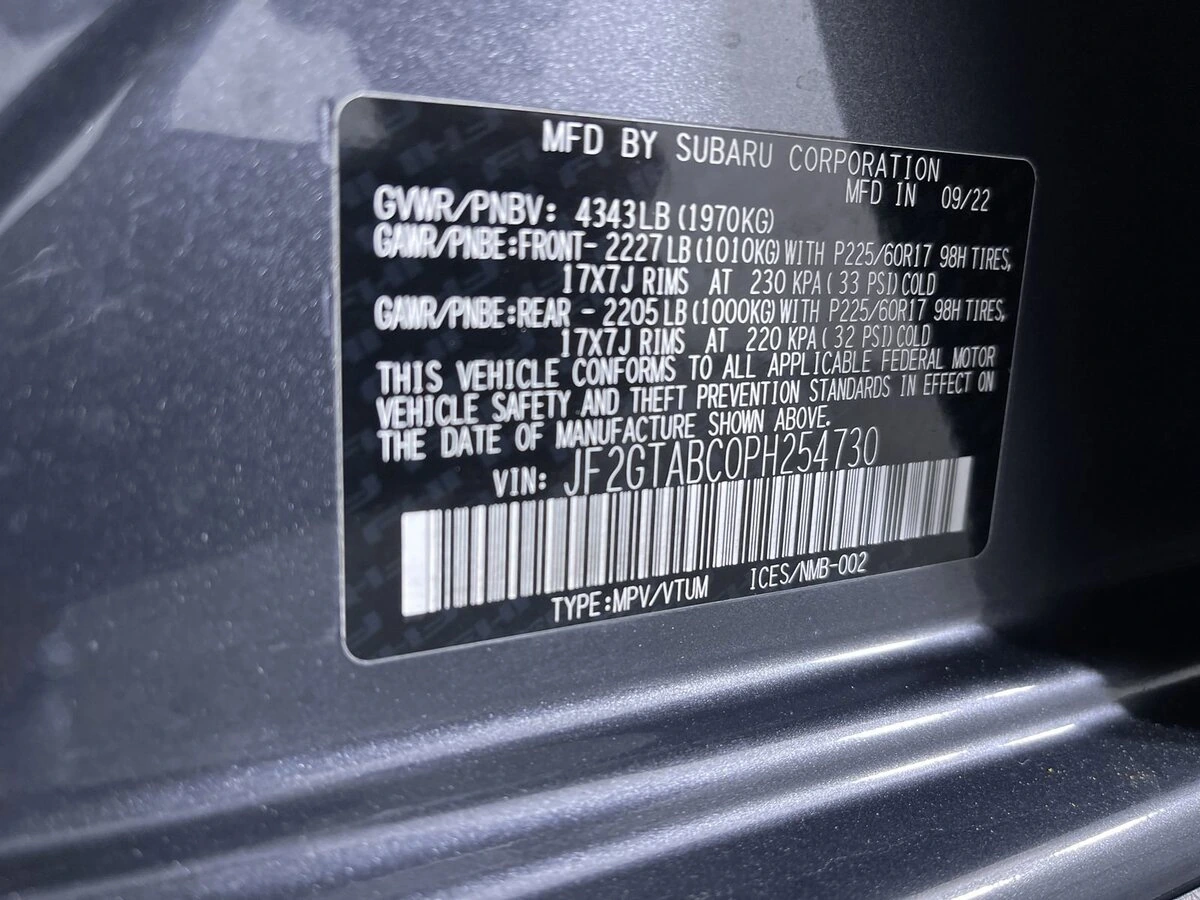 MFD BY SUBARU CORPORATION
MFD IN 09/22
GVWR/PNBV: 4343LB (1970KG)
GAWR/PNBE:FRONT- 2227LB (1010KG) WITH P225/60R17 98H TIRES,
17X7J RIMS AT 230 KPA ( 33 PSI) COLD
GAWR/PNBE:REAR - 2205LB (1000KG) WITH P225/60R17 98H TIRES,
17X7J RIMS AT 220 KPA ( 32 PSI) COLD
THIS VEHICLE CONFORMS TO ALL APPLICABLE FEDERAL MOTOR
VEHICLE SAFETY AND THEFT PREVENTION STANDARDS IN EFFECT ON
THE DATE OF MANUFACTURE SHOWN ABOVE.
VIN: JF2GTABC0PH254730
TYPE:MPV/VTUM ICES/NMB-002